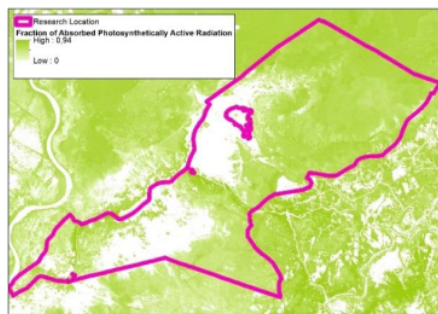 Research Location
Fraction of Absorbed Photosynthetically Active Radiation
High : 0,94
Low : 0